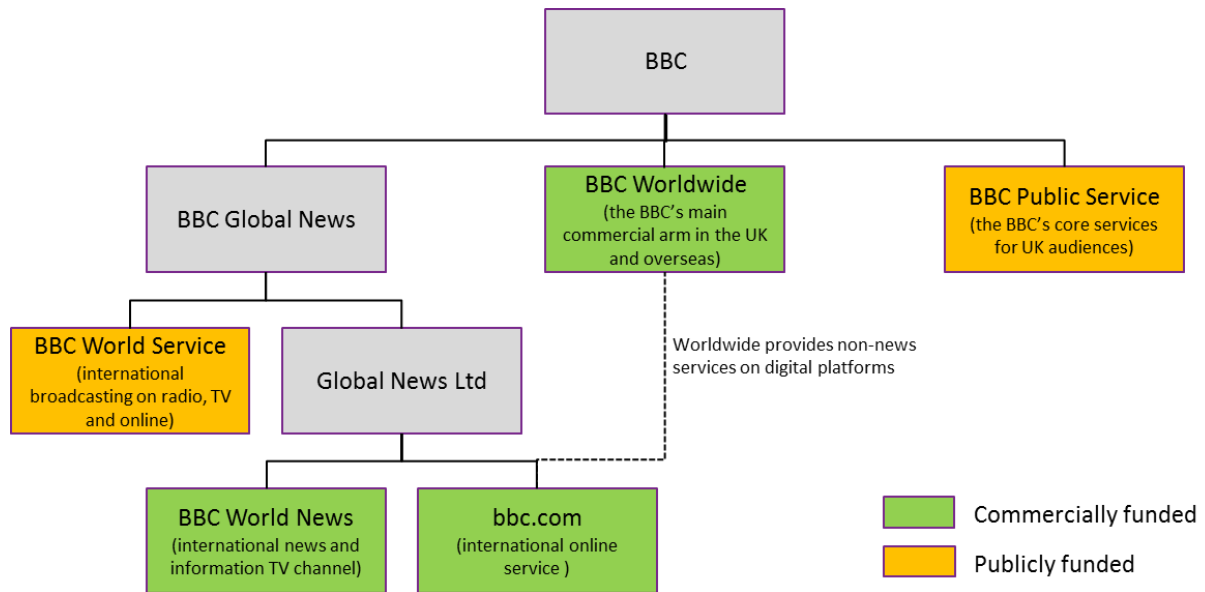 BBC
BBC Global News
BBC Worldwide
(the BBC’s main
commercial arm in the UK
and overseas)
BBC Public Service
(the BBC’s core services
for UK audiences)
BBC World Service
(international
broadcasting on radio, TV
and online)
Global News Ltd
Worldwide provides non-news
services on digital platforms
BBC World News
(international news and
information TV channel)
bbc.com
(international online
service )
Commercially funded
Publicly funded